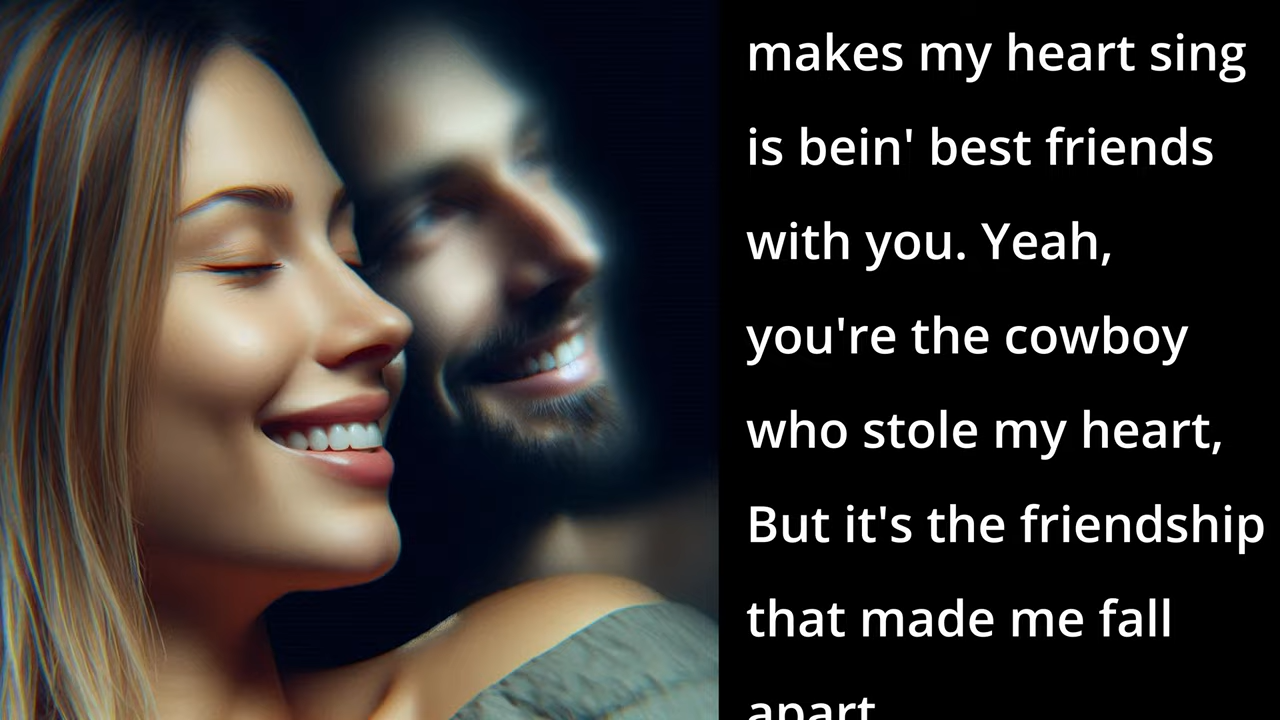 makes my heart sing
is bein' best friends
with you. Yeah,
you're the cowboy
who stole my heart,
But it's the friendship
that made me fall
apart